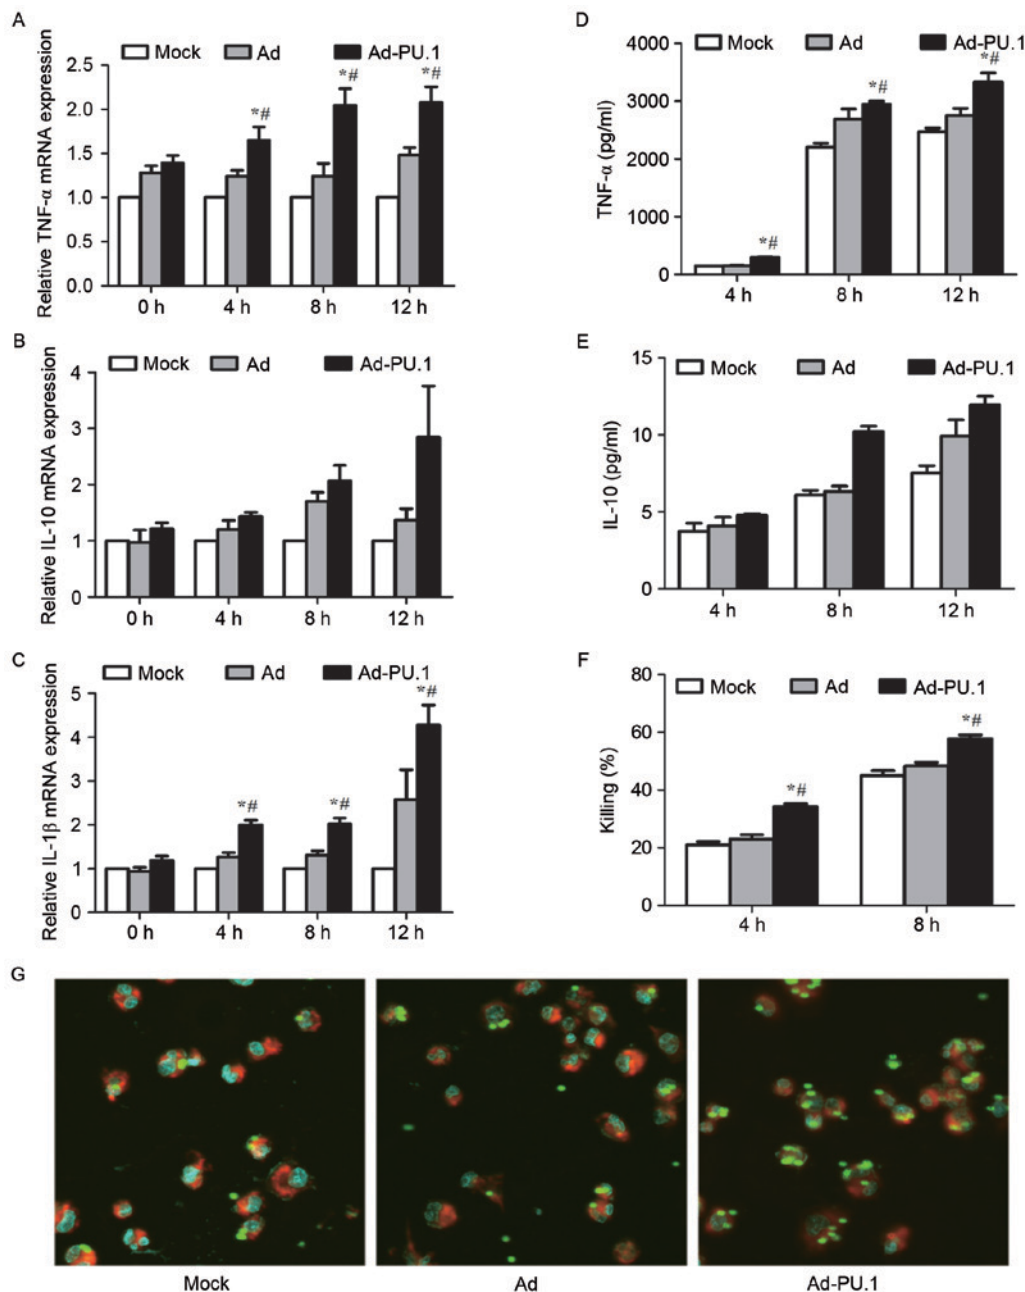 A
Mock Ad Ad-PU.1
Relative TNF-α mRNA expression
2.5
2.0
*#
*#
*#
1.5
1.0
0.5
0.0
0 h 4 h 8 h 12 h
B
Mock Ad Ad-PU.1
Relative IL-10 mRNA expression
4
3
2
1
0
0 h 4 h 8 h 12 h
C
Mock Ad Ad-PU.1
Relative IL-1β mRNA expression
5
*#
4
3
*#
*#
2
1
0
0 h 4 h 8 h 12 h
D
Mock Ad Ad-PU.1
TNF-α (pg/ml)
4000
*#
*#
3000
2000
1000
*#
0
4 h 8 h 12 h
E
Mock Ad Ad-PU.1
IL-10 (pg/ml)
15
10
5
0
4 h 8 h 12 h
F
Mock Ad Ad-PU.1
Killing (%)
80
*#
60
*#
40
20
0
4 h 8 h
G
Mock Ad Ad-PU.1